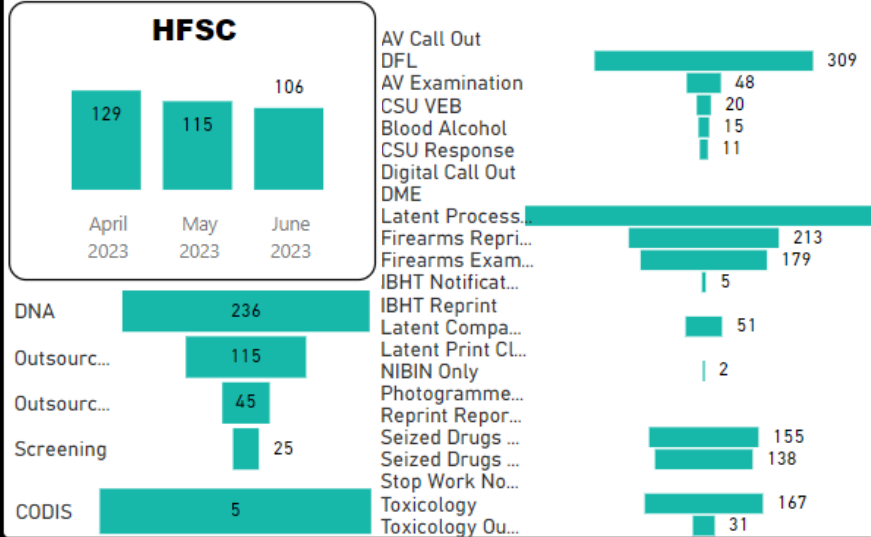 HFSC
129
115
106
April
2023
May
2023
June
2023
DNA
236
Outsourc...
115
Outsourc...
45
Screening
25
CODIS
5
AV Call Out
DFL
309
AV Examination
48
CSU VEB
20
Blood Alcohol
15
CSU Response
11
Digital Call Out
DME
Latent Process...
Firearms Repri...
213
Firearms Exam...
179
IBHT Notificat...
5
IBHT Reprint
Latent Compa...
51
Latent Print Cl...
NIBIN Only
2
Photogramme...
Reprint Repor...
Seized Drugs ...
155
Seized Drugs ...
138
Stop Work No...
Toxicology
167
Toxicology Ou...
31